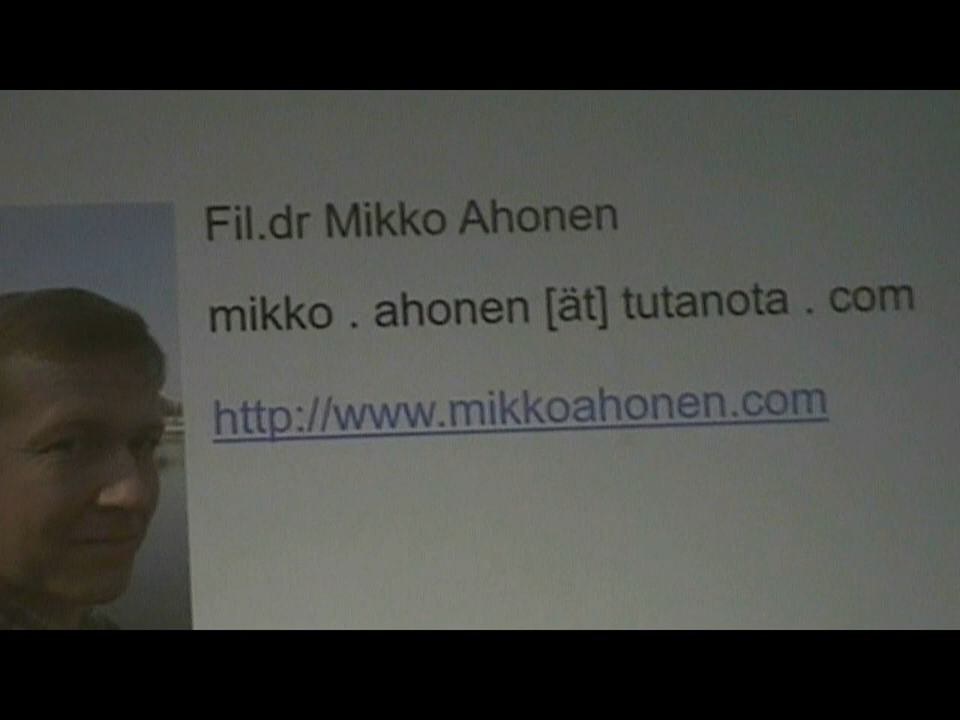 Fil.dr Mikko Ahonen
mikko . ahonen [ät] tutanota . com
http://www.mikkoahonen.com